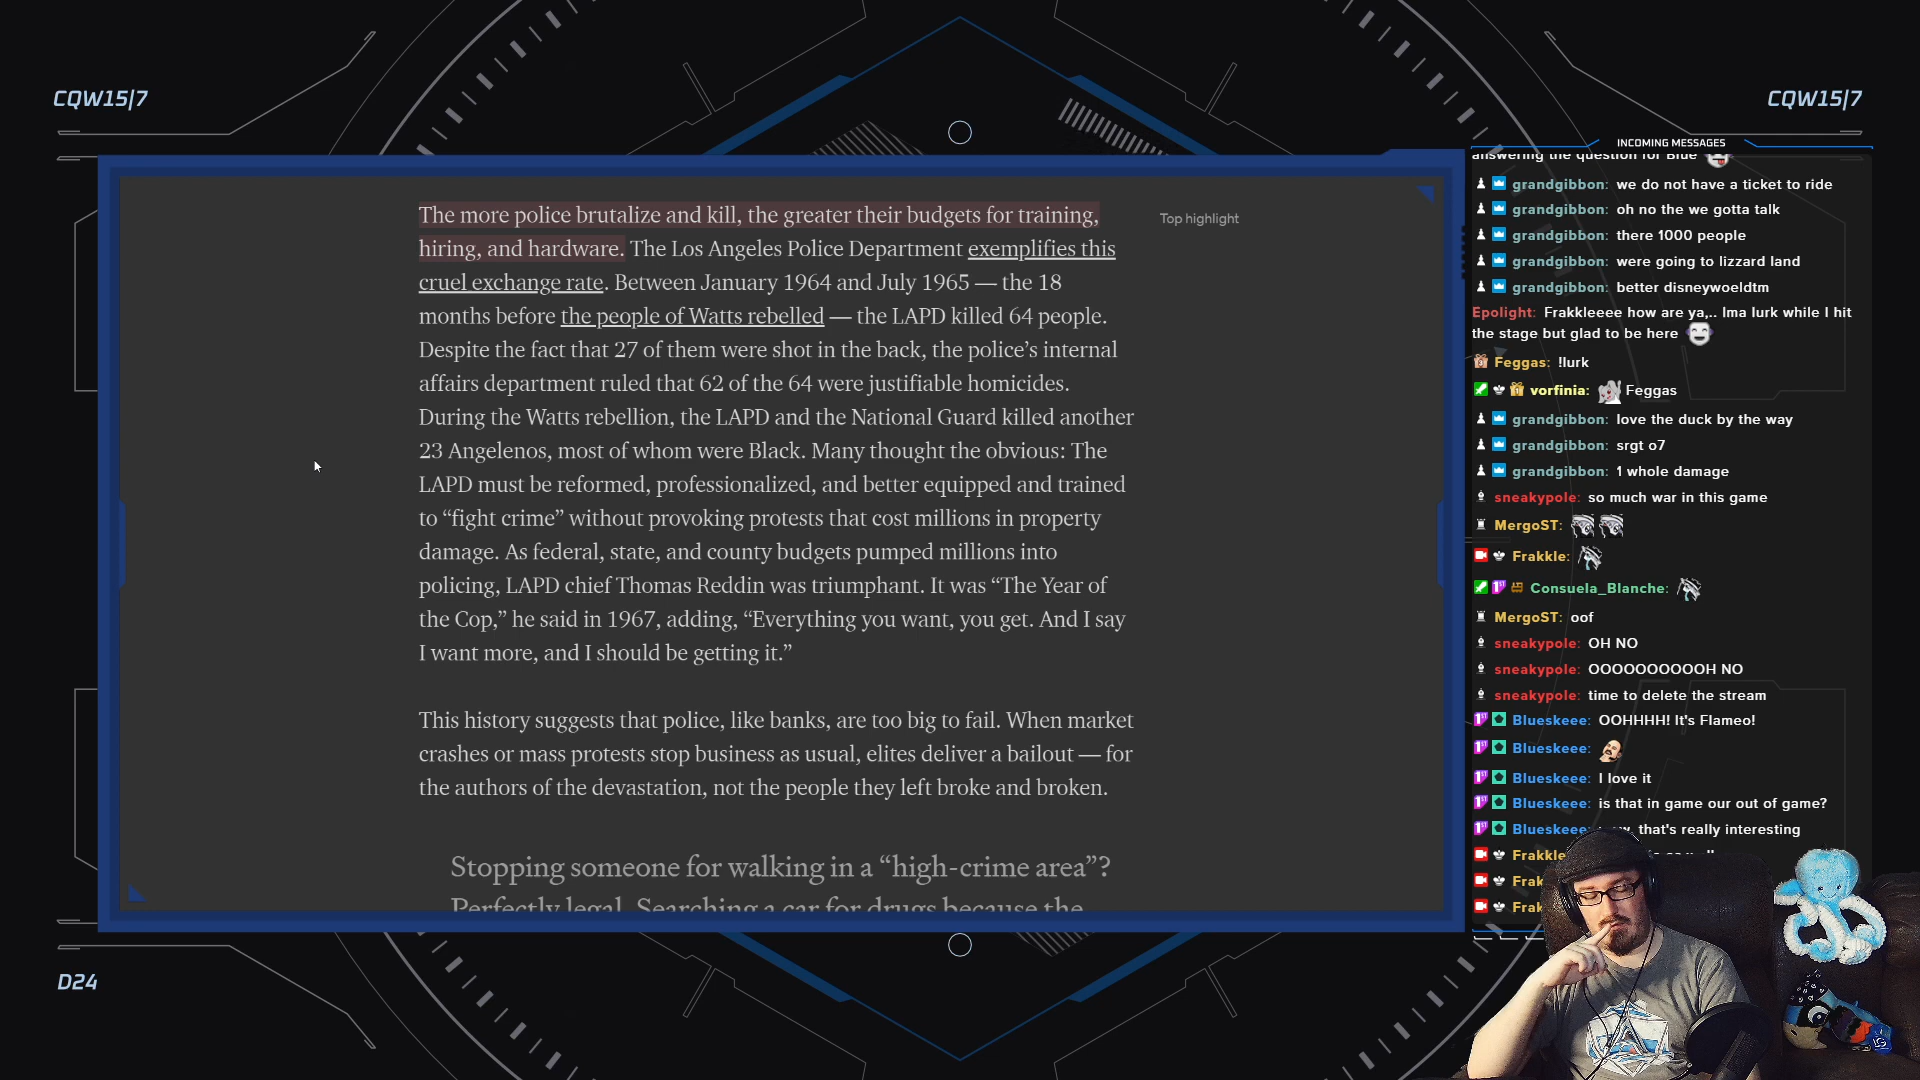 CQW15|7
CQW15|7
The more police brutalize and kill, the greater their budgets for training,
hiring, and hardware. The Los Angeles Police Department exemplifies this
cruel exchange rate. Between January 1964 and July 1965 — the 18
months before the people of Watts rebelled — the LAPD killed 64 people.
Despite the fact that 27 of them were shot in the back, the police’s internal
affairs department ruled that 62 of the 64 were justifiable homicides.
During the Watts rebellion, the LAPD and the National Guard killed another
23 Angelenos, most of whom were Black. Many thought the obvious: The
LAPD must be reformed, professionalized, and better equipped and trained
to “fight crime” without provoking protests that cost millions in property
damage. As federal, state, and county budgets pumped millions into
policing, LAPD chief Thomas Reddin was triumphant. It was “The Year of
the Cop,” he said in 1967, adding, “Everything you want, you get. And I say
I want more, and I should be getting it.”
This history suggests that police, like banks, are too big to fail. When market
crashes or mass protests stop business as usual, elites deliver a bailout — for
the authors of the devastation, not the people they left broke and broken.
Stopping someone for walking in a “high-crime area”?
Perfectly legal. Searching a car for drugs because the
Top highlight
INCOMING MESSAGES
answering the question for Blue
grandgibbon: we do not have a ticket to ride
grandgibbon: oh no the we gotta talk
grandgibbon: there 1000 people
grandgibbon: were going to lizzard land
grandgibbon: better disneywoeldtm
Epolight: Frakkleeee how are ya,.. Ima lurk while I hit
the stage but glad to be here
Feggas: !lurk
vorfinia: Feggas
grandgibbon: love the duck by the way
grandgibbon: srgt o7
grandgibbon: 1 whole damage
sneakypole: so much war in this game
MergoST:
Frakkle:
Consuela_Blanche:
MergoST: oof
sneakypole: OH NO
sneakypole: OOOOOOOOOOH NO
sneakypole: time to delete the stream
Blueskeee: OOHHHH! It's Flameo!
Blueskeee:
Blueskeee: I love it
Blueskeee: is that in game our out of game?
Blueskeee: that's really interesting
Frakkle
Frak
Frak
D24